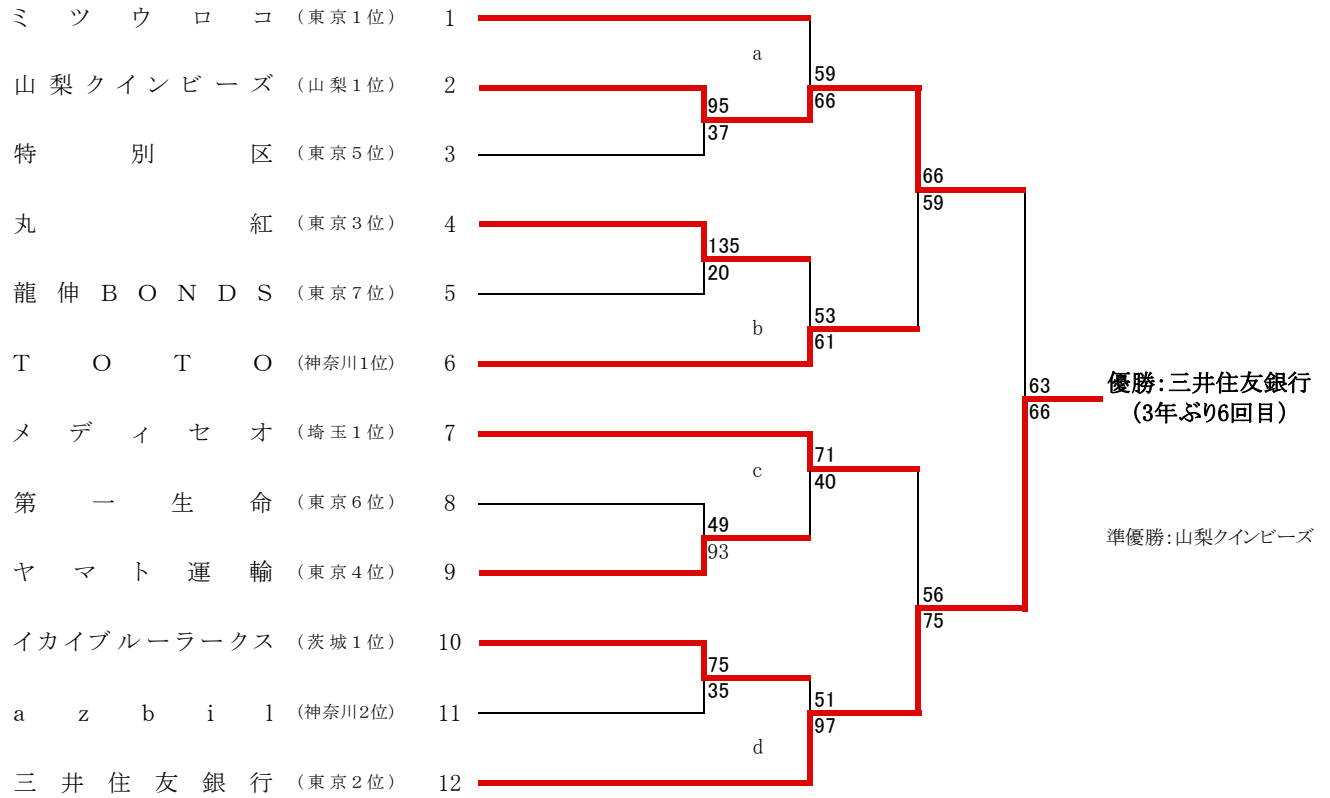 ミツウロコ (東京1位) 1
a
59
山梨クインビーズ (山梨1位) 2
66
95
37
特別区 (東京5位) 3
66
59
丸紅 (東京3位) 4
135
20
龍伸BONDS (東京7位) 5
53
b
61
TOTO (神奈川1位) 6
63
優勝:三井住友銀行
66
(3年ぶり6回目)
メディセオ (埼玉1位) 7
71
c
40
第一生命 (東京6位) 8
49
93
準優勝:山梨クインビーズ
ヤマト運輸 (東京4位) 9
56
75
イカイブルーラークス (茨城1位) 10
75
35
51
azbil (神奈川2位) 11
97
d
三井住友銀行 (東京2位) 12